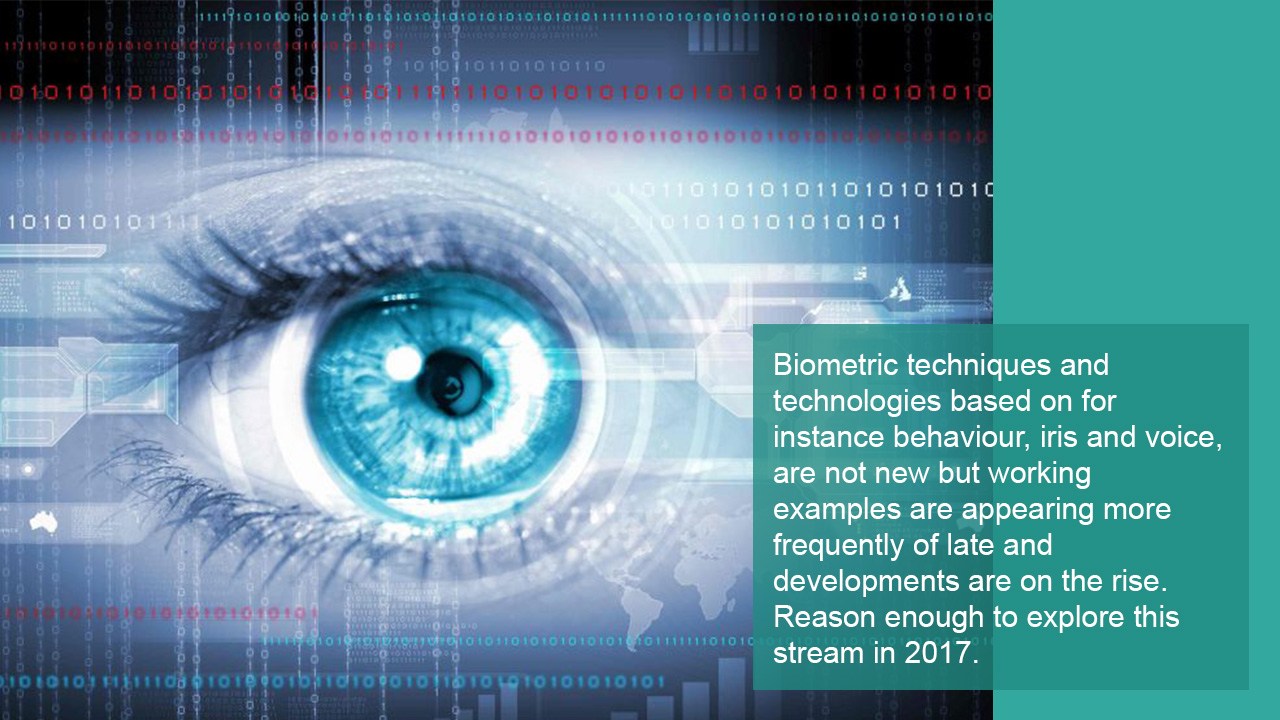 Biometric techniques and
technologies based on for
instance behaviour, iris and voice,
are not new but working
examples are appearing more
frequently of late and
developments are on the rise.
Reason enough to explore this
stream in 2017.